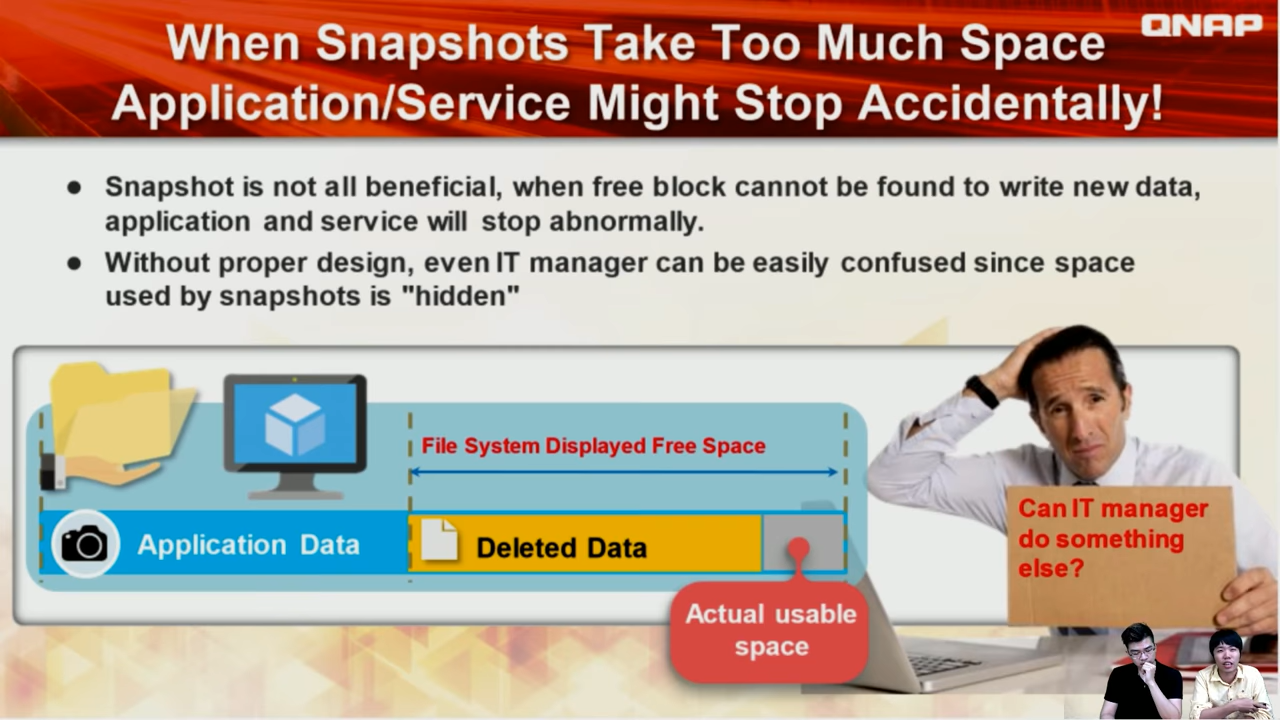 When Snapshots Take Too Much Space
QNAP
Application/Service Might Stop Accidentally!
● Snapshot is not all beneficial, when free block cannot be found to write new data,
application and service will stop abnormally.
● Without proper design, even IT manager can be easily confused since space
used by snapshots is "hidden"
File System Displayed Free Space
Application Data
Deleted Data
Actual usable
space
Can IT manager
do something
else?